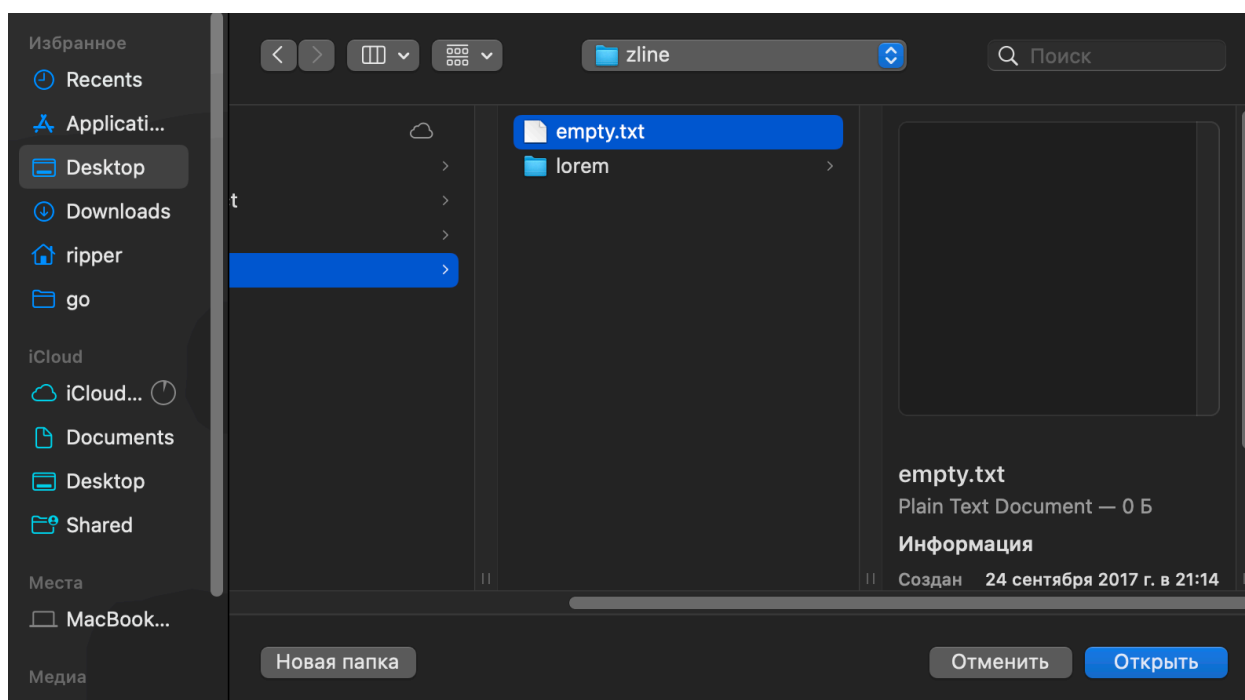 Избранное
Recents
Applicati...
Desktop
Downloads
ripper
go
iCloud
iCloud...
Documents
Desktop
Shared
Места
MacBook...
Медиа
zline
Поиск
t
empty.txt
lorem
empty.txt
Plain Text Document — 0 Б
Информация
Создан 24 сентября 2017 г. в 21:14
Новая папка
Отменить
Открыть